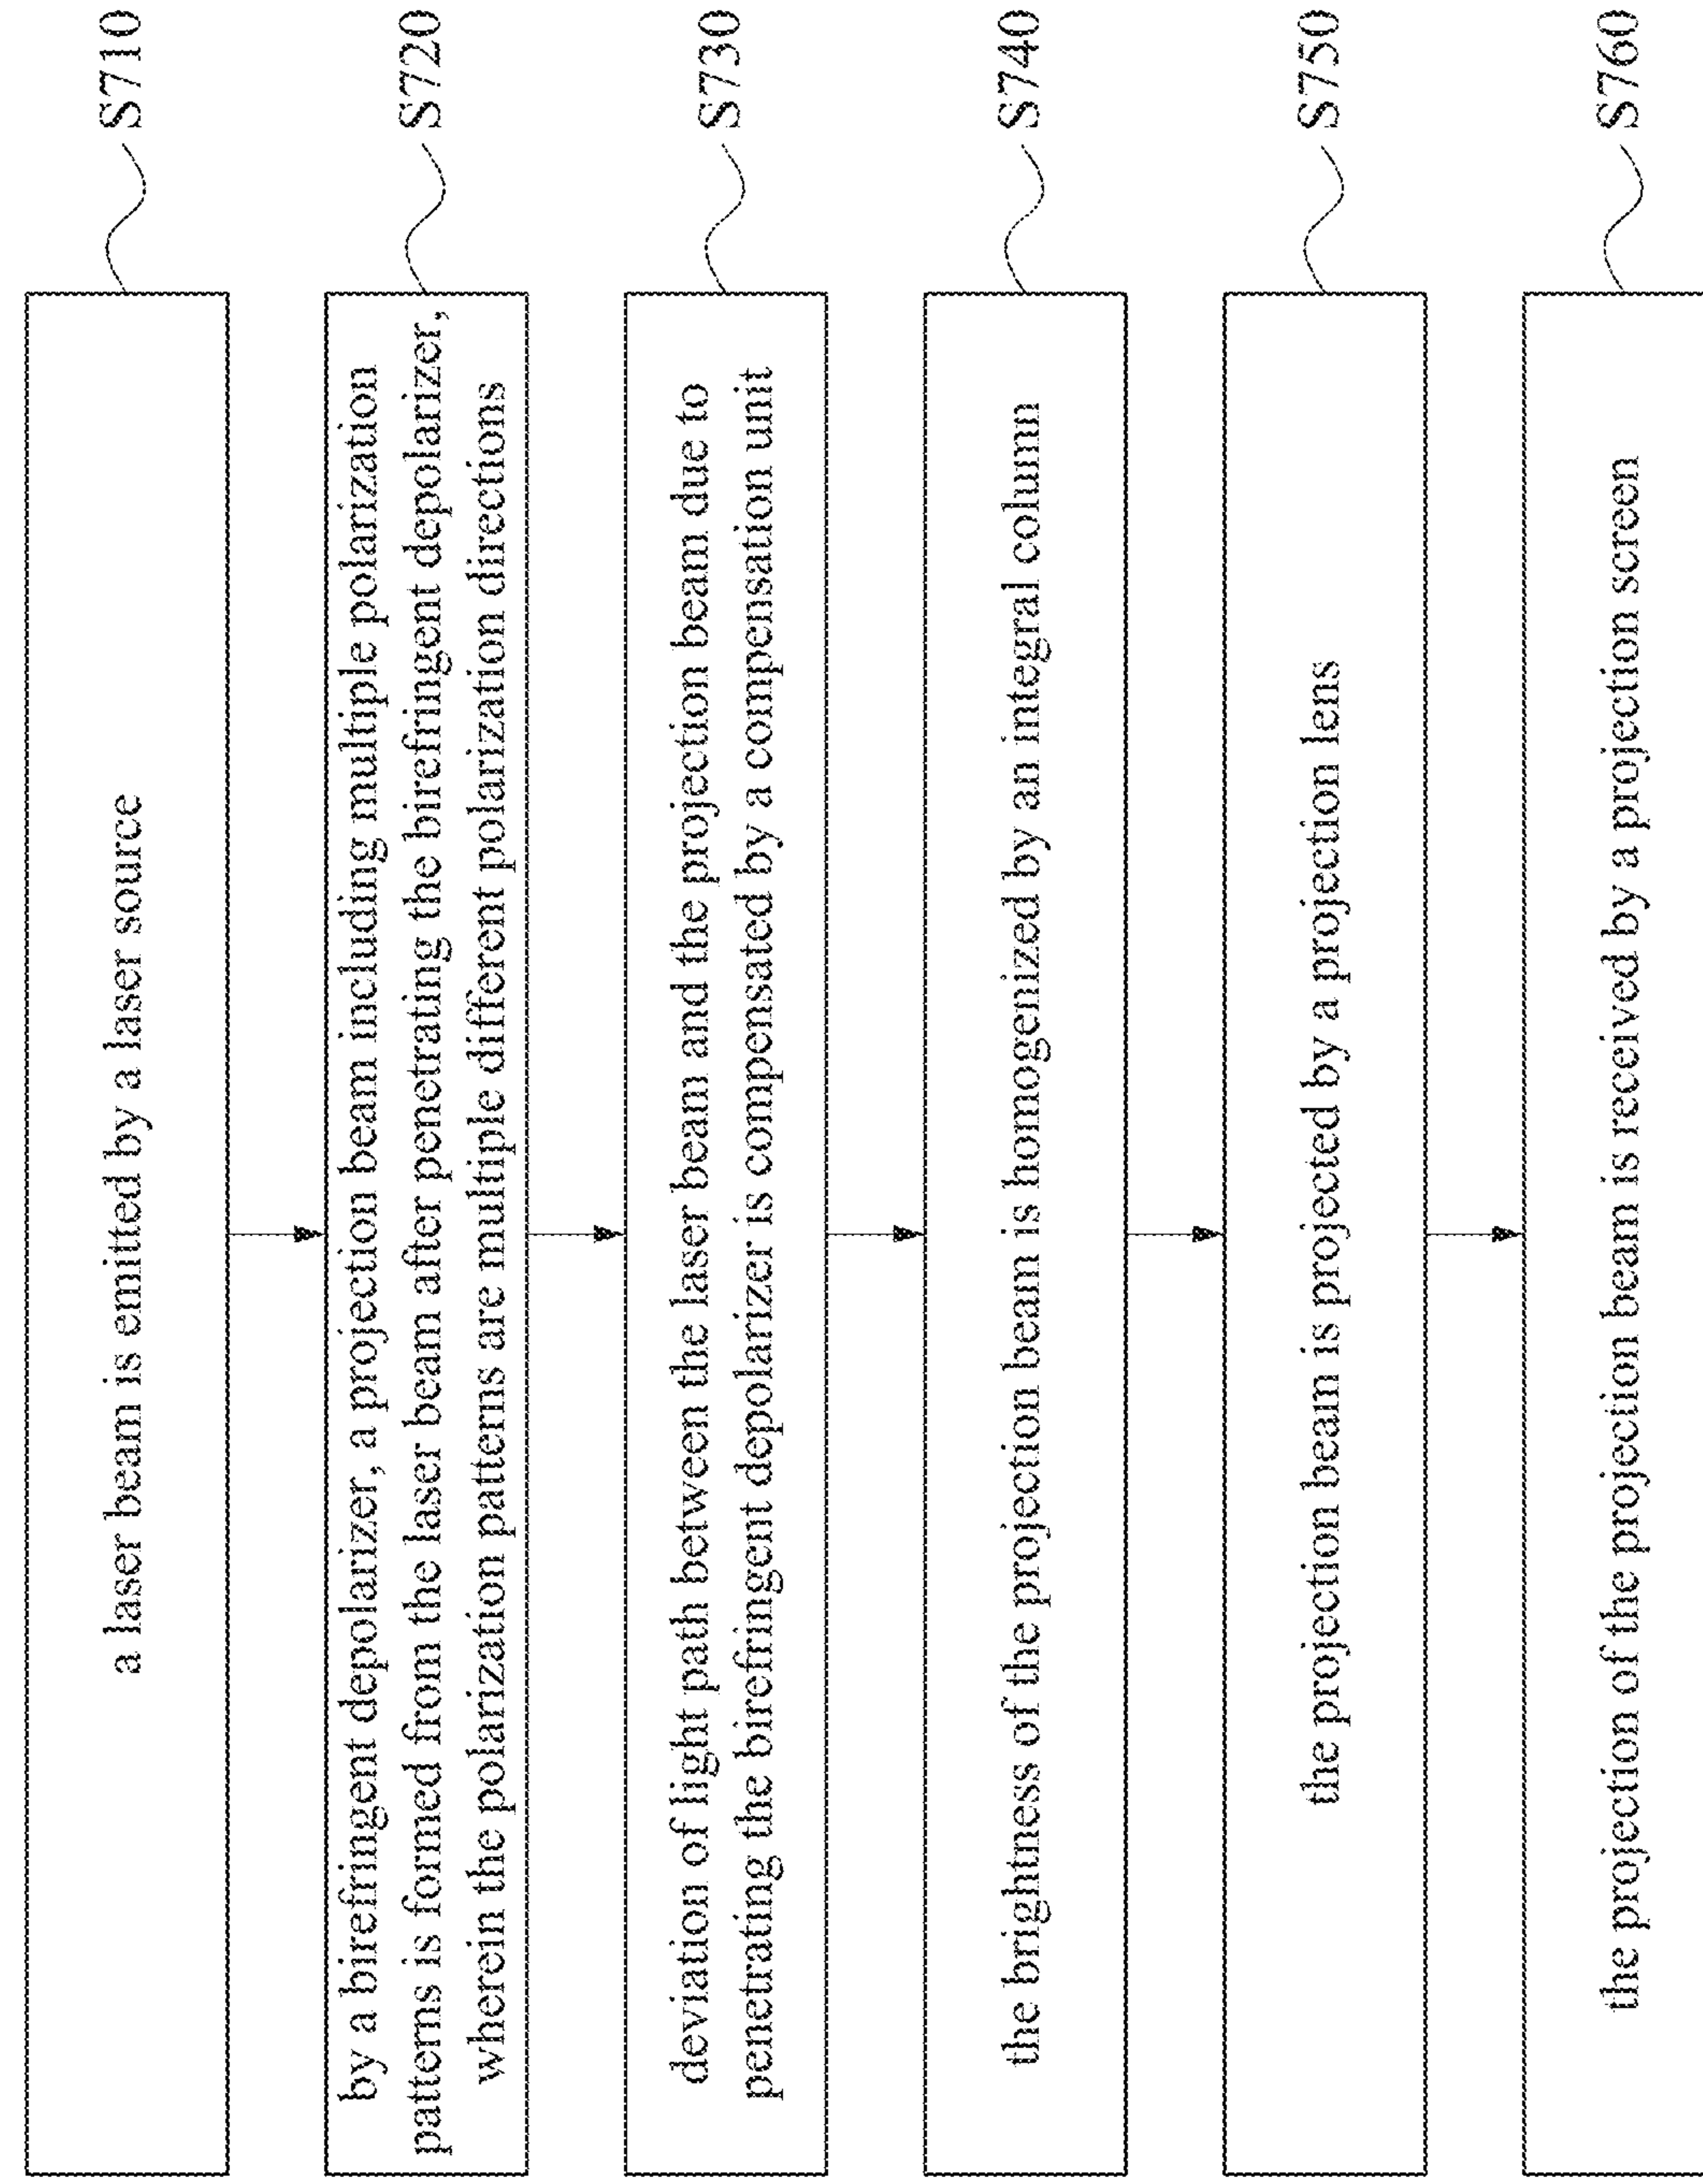 a laser beam is emitted by a laser source
S710
by a birefringent depolarizer, a projection beam including multiple polarization
patterns is formed from the laser beam after penetrating the birefringent depolarizer,
wherein the polarization patterns are multiple different polarization directions
S720
deviation of light path between the laser beam and the projection beam due to
penetrating the birefringent depolarizer is compensated by a compensation unit
S730
the brightness of the projection beam is homogenized by an integral column
S740
the projection beam is projected by a projection lens
S750
the projection of the projection beam is received by a projection screen
S760